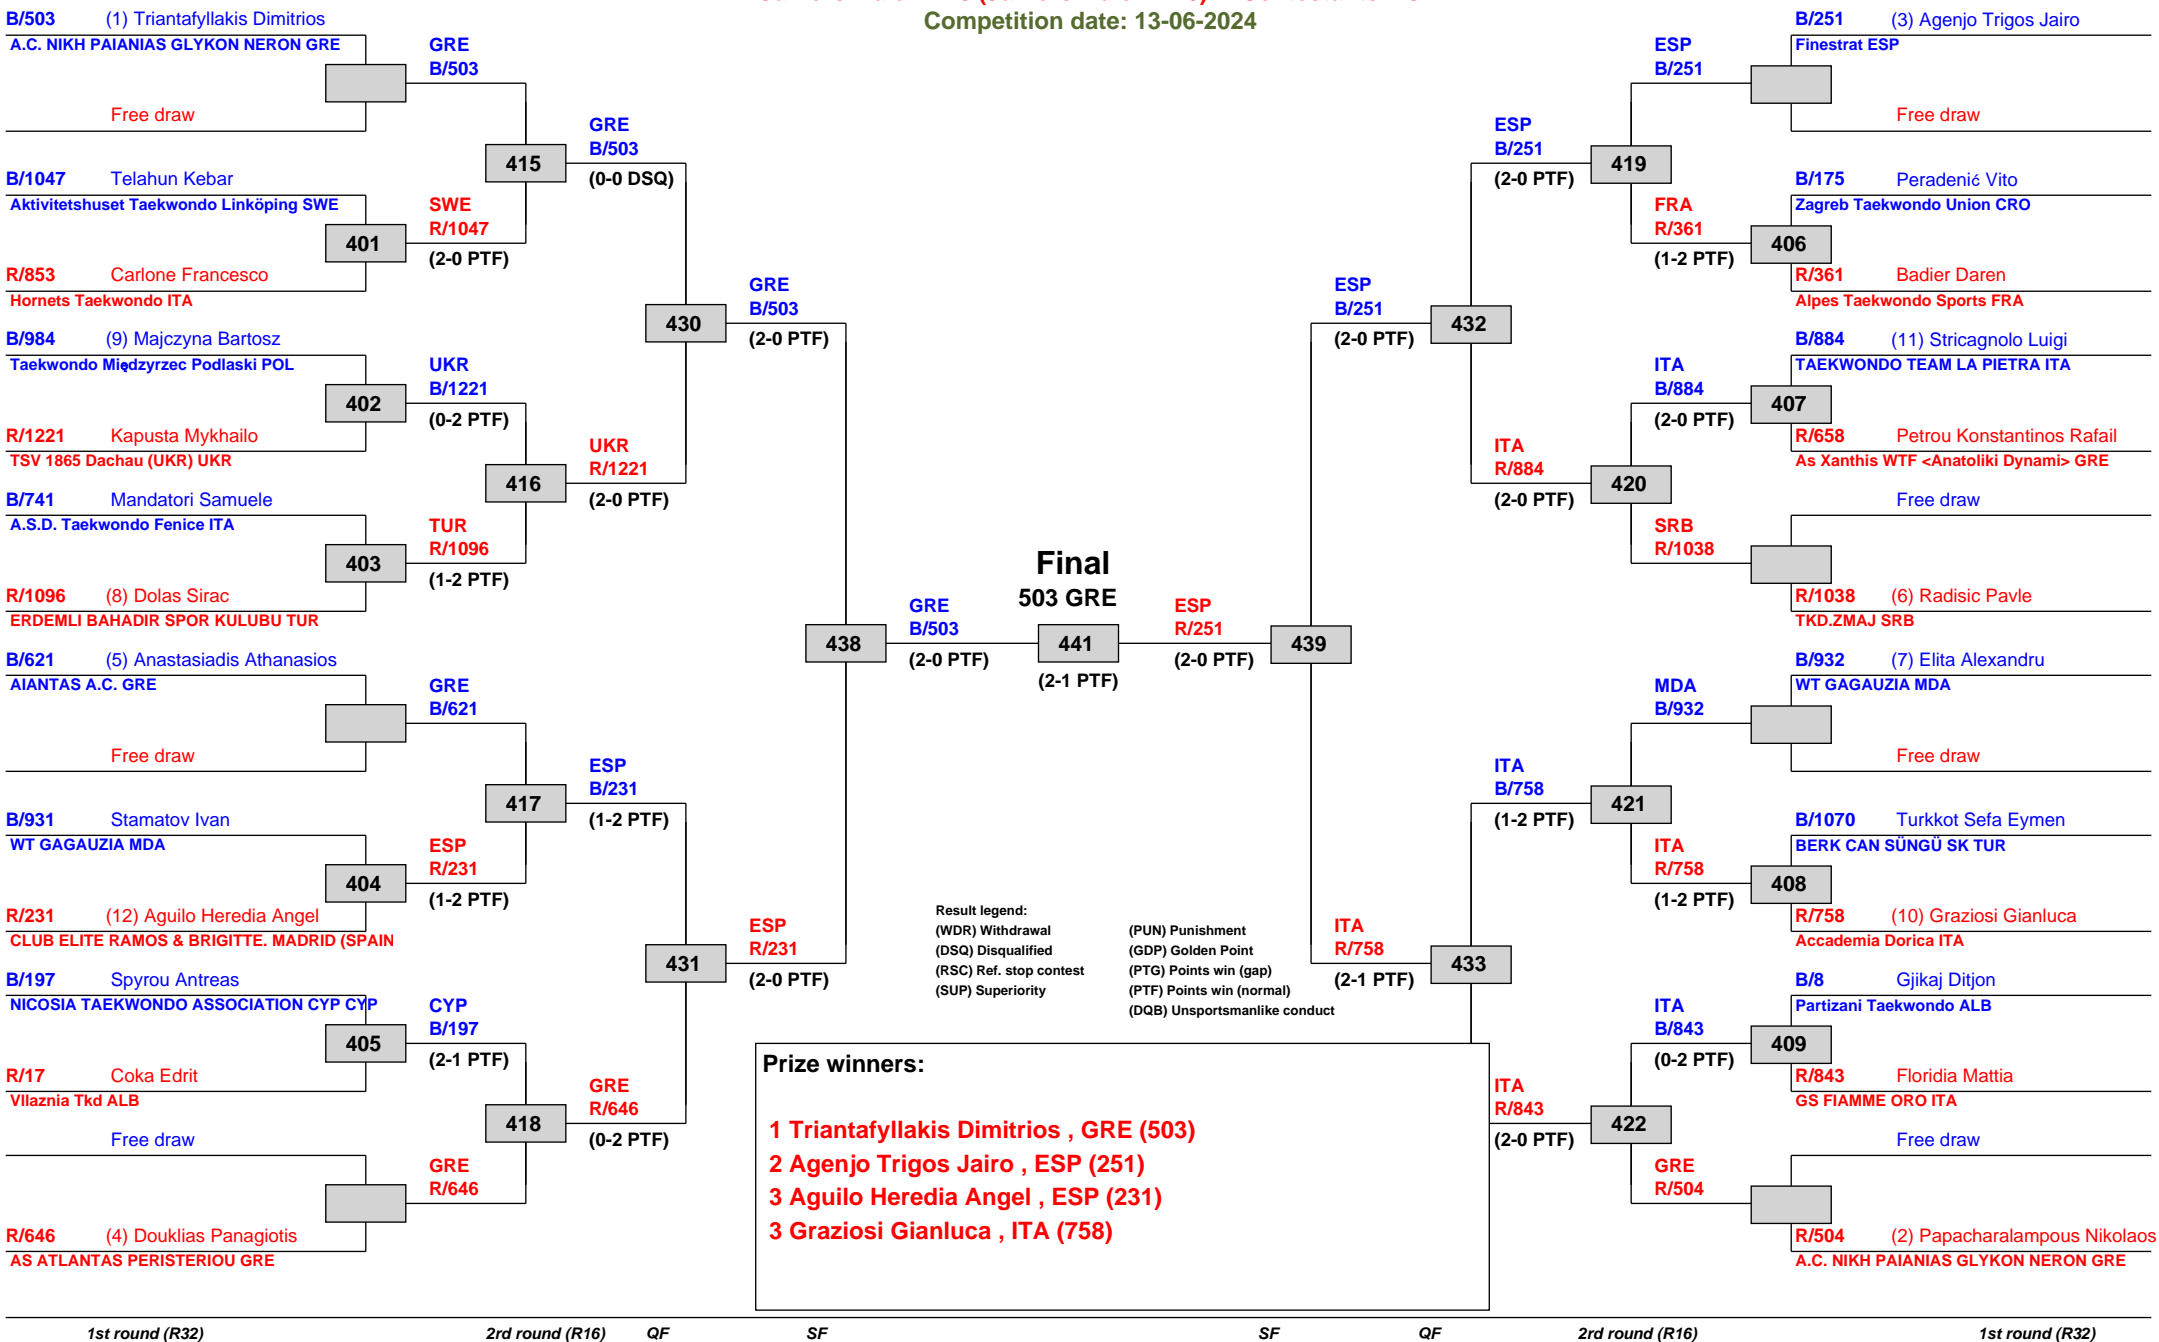 Competition date: 13-06-2024
B/503 (1) Triantafyllakis Dimitrios
A.C. NIKH PAIANIAS GLYKON NERON GRE
Free draw
B/1047 Telahun Kebar
Aktivitetshuset Taekwondo Linköping SWE
401
R/853 Carlone Francesco
Hornets Taekwondo ITA
B/984 (9) Majczyna Bartosz
Taekwondo Międzyrzec Podlaski POL
402
R/1221 Kapusta Mykhailo
TSV 1865 Dachau (UKR) UKR
B/741 Mandatori Samuele
A.S.D. Taekwondo Fenice ITA
403
R/1096 (8) Dolas Sirac
ERDEMLI BAHADIR SPOR KULUBU TUR
B/621 (5) Anastasiadis Athanasios
AIANTAS A.C. GRE
Free draw
B/931 Stamatov Ivan
WT GAGAUZIA MDA
404
R/231 (12) Aguilo Heredia Angel
CLUB ELITE RAMOS & BRIGITTE. MADRID (SPAIN
B/197 Spyrou Antreas
NICOSIA TAEKWONDO ASSOCIATION CYP CYP
405
R/17 Coka Edrit
Vllaznia Tkd ALB
Free draw
R/646 (4) Douklias Panagiotis
AS ATLANTAS PERISTERIOU GRE
GRE
B/503
415
SWE
R/1047
(2-0 PTF)
UKR
B/1221
(0-2 PTF)
416
TUR
R/1096
(1-2 PTF)
GRE
B/621
417
ESP
R/231
(1-2 PTF)
CYP
B/197
(2-1 PTF)
418
GRE
R/646
GRE
B/503
(0-0 DSQ)
430
UKR
R/1221
(2-0 PTF)
ESP
B/231
(1-2 PTF)
431
GRE
R/646
(0-2 PTF)
GRE
B/503
(2-0 PTF)
438
ESP
R/231
(2-0 PTF)
GRE
B/503
(2-0 PTF)
Final
503 GRE
441
(2-1 PTF)
ESP
R/251
(2-0 PTF)
439
ESP
B/251
(2-0 PTF)
432
ITA
R/758
(2-1 PTF)
433
ESP
B/251
(2-0 PTF)
419
ITA
R/884
(2-0 PTF)
420
ITA
B/758
(1-2 PTF)
421
ITA
R/843
(2-0 PTF)
422
ESP
B/251
FRA
R/361
(1-2 PTF)
ITA
B/884
(2-0 PTF)
SRB
R/1038
MDA
B/932
ITA
R/758
(1-2 PTF)
ITA
B/843
(0-2 PTF)
GRE
R/504
B/251 (3) Agenjo Trigos Jairo
Finestrat ESP
Free draw
B/175 Peradenić Vito
Zagreb Taekwondo Union CRO
406
R/361 Badier Daren
Alpes Taekwondo Sports FRA
B/884 (11) Stricagnolo Luigi
TAEKWONDO TEAM LA PIETRA ITA
407
R/658 Petrou Konstantinos Rafail
As Xanthis WTF <Anatoliki Dynami> GRE
Free draw
R/1038 (6) Radisic Pavle
TKD.ZMAJ SRB
B/932 (7) Elita Alexandru
WT GAGAUZIA MDA
Free draw
B/1070 Turkkot Sefa Eymen
BERK CAN SÜNGÜ SK TUR
408
R/758 (10) Graziosi Gianluca
Accademia Dorica ITA
B/8 Gjikaj Ditjon
Partizani Taekwondo ALB
409
R/843 Floridia Mattia
GS FIAMME ORO ITA
Free draw
R/504 (2) Papacharalampous Nikolaos
A.C. NIKH PAIANIAS GLYKON NERON GRE
Result legend:
(WDR) Withdrawal (PUN) Punishment
(DSQ) Disqualified (GDP) Golden Point
(RSC) Ref. stop contest (PTG) Points win (gap)
(SUP) Superiority (PTF) Points win (normal)
(DQB) Unsportsmanlike conduct
Prize winners:
1 Triantafyllakis Dimitrios , GRE (503)
2 Agenjo Trigos Jairo , ESP (251)
3 Aguilo Heredia Angel , ESP (231)
3 Graziosi Gianluca , ITA (758)
1st round (R32) 2rd round (R16) QF SF SF QF 2rd round (R16) 1st round (R32)